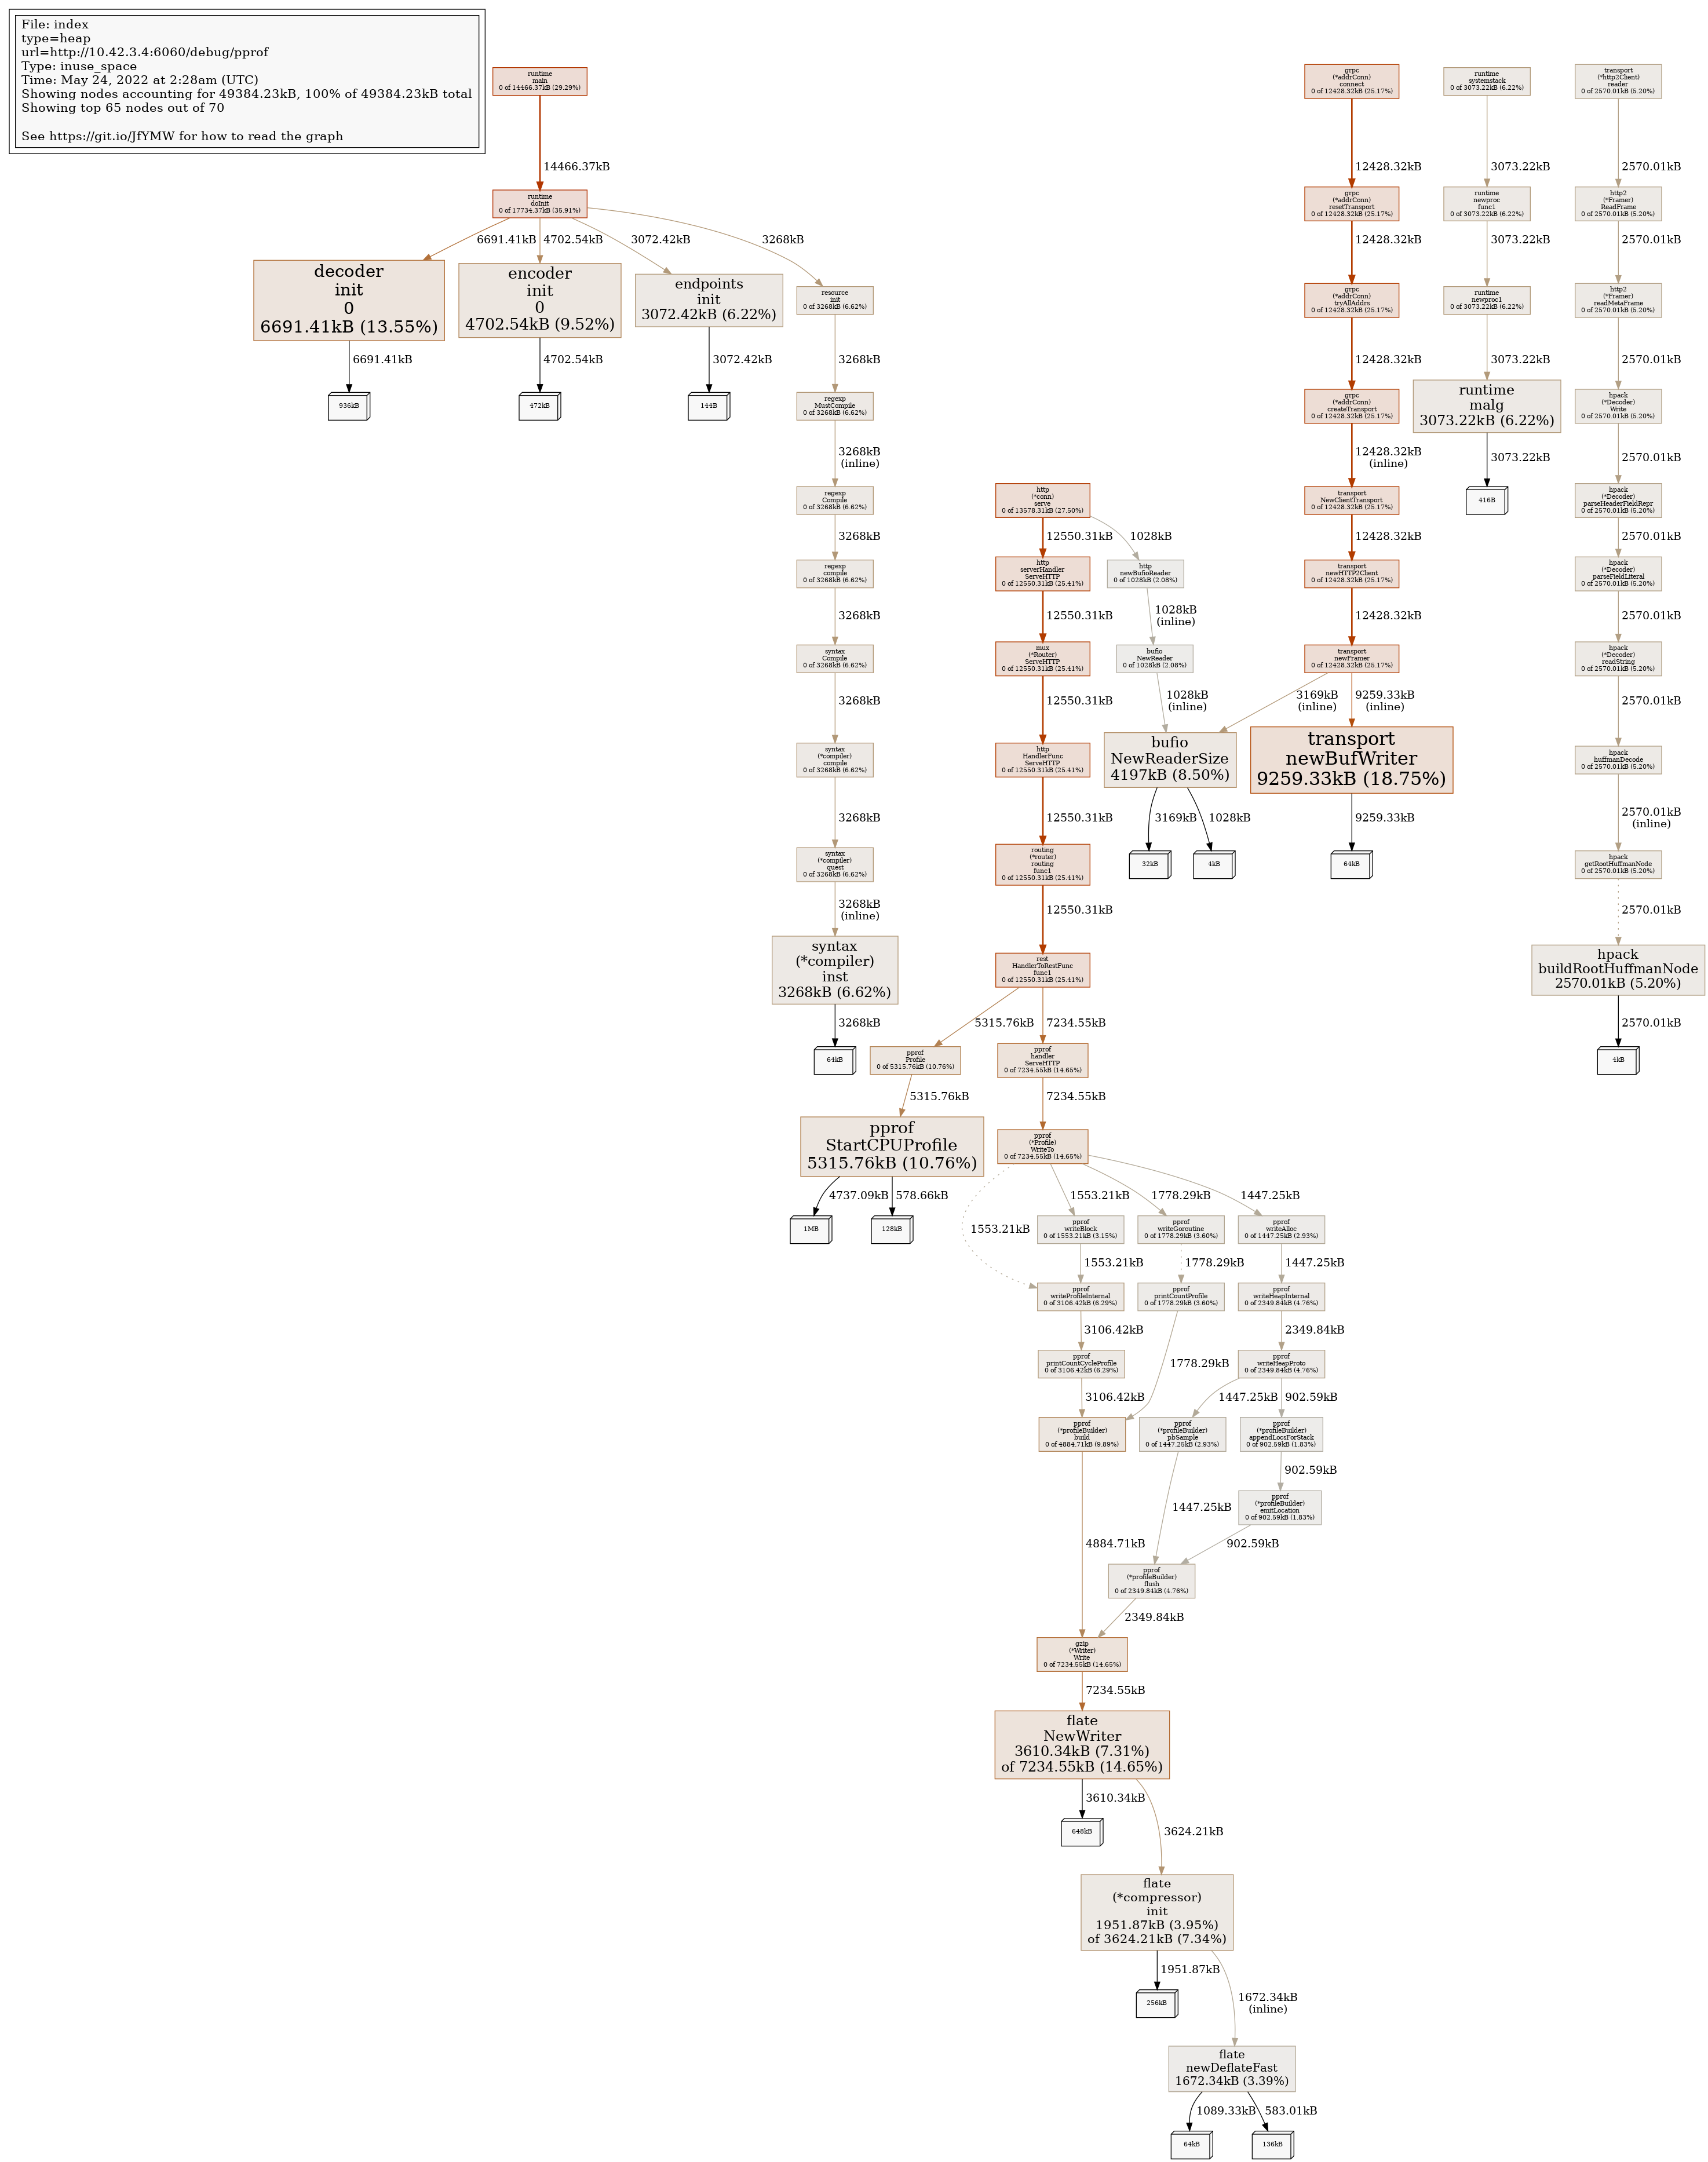 File: index
type=heap
url=http://10.42.3.4:6060/debug/pprof
Type: inuse_space
Time: May 24, 2022 at 2:28am (UTC)
Showing nodes accounting for 49384.23kB, 100% of 49384.23kB total
Showing top 65 nodes out of 70
See https://git.io/JfYMW for how to read the graph
runtime
main
0 of 14466.37kB (29.29%)
14466.37kB
runtime
doInit
0 of 17734.37kB (35.91%)
6691.41kB
4702.54kB
3072.42kB
3268kB
decoder
init
0
6691.41kB (13.55%)
6691.41kB
936kB
encoder
init
0
4702.54kB (9.52%)
4702.54kB
472kB
endpoints
init
3072.42kB (6.22%)
3072.42kB
144B
resource
init
0 of 3268kB (6.62%)
3268kB
regexp
MustCompile
0 of 3268kB (6.62%)
3268kB
(inline)
regexp
Compile
0 of 3268kB (6.62%)
3268kB
regexp
compile
0 of 3268kB (6.62%)
3268kB
syntax
Compile
0 of 3268kB (6.62%)
3268kB
syntax
(*compiler)
compile
0 of 3268kB (6.62%)
3268kB
syntax
(*compiler)
quest
0 of 3268kB (6.62%)
3268kB
(inline)
syntax
(*compiler)
inst
3268kB (6.62%)
3268kB
64kB
http
(*conn)
serve
0 of 13578.31kB (27.50%)
12550.31kB
1028kB
http
serverHandler
ServeHTTP
0 of 12550.31kB (25.41%)
12550.31kB
http
newBufioReader
0 of 1028kB (2.08%)
1028kB
(inline)
mux
(*Router)
ServeHTTP
0 of 12550.31kB (25.41%)
12550.31kB
bufio
NewReader
0 of 1028kB (2.08%)
1028kB
(inline)
http
HandlerFunc
ServeHTTP
0 of 12550.31kB (25.41%)
12550.31kB
bufio
NewReaderSize
4197kB (8.50%)
3169kB
1028kB
32kB
4kB
routing
(*router)
routing
func1
0 of 12550.31kB (25.41%)
12550.31kB
rest
HandlerToRestFunc
func1
0 of 12550.31kB (25.41%)
5315.76kB
7234.55kB
pprof
Profile
0 of 5315.76kB (10.76%)
5315.76kB
pprof
StartCPUProfile
5315.76kB (10.76%)
4737.09kB
578.66kB
1MB
128kB
pprof
handler
ServeHTTP
0 of 7234.55kB (14.65%)
7234.55kB
pprof
(*Profile)
WriteTo
0 of 7234.55kB (14.65%)
1553.21kB
1553.21kB
1778.29kB
1447.25kB
pprof
writeBlock
0 of 1553.21kB (3.15%)
1553.21kB
pprof
writeGoroutine
0 of 1778.29kB (3.60%)
1778.29kB
pprof
writeAlloc
0 of 1447.25kB (2.93%)
1447.25kB
pprof
writeProfileInternal
0 of 3106.42kB (6.29%)
3106.42kB
pprof
printCountProfile
0 of 1778.29kB (3.60%)
1778.29kB
pprof
writeHeapInternal
0 of 2349.84kB (4.76%)
2349.84kB
pprof
printCountCycleProfile
0 of 3106.42kB (6.29%)
3106.42kB
pprof
writeHeapProto
0 of 2349.84kB (4.76%)
1447.25kB
902.59kB
pprof
(*profileBuilder)
build
0 of 4884.71kB (9.89%)
4884.71kB
pprof
(*profileBuilder)
pbSample
0 of 1447.25kB (2.93%)
1447.25kB
pprof
(*profileBuilder)
appendLocsForStack
0 of 902.59kB (1.83%)
902.59kB
pprof
(*profileBuilder)
emitLocation
0 of 902.59kB (1.83%)
902.59kB
pprof
(*profileBuilder)
flush
0 of 2349.84kB (4.76%)
2349.84kB
gzip
(*Writer)
Write
0 of 7234.55kB (14.65%)
7234.55kB
flate
NewWriter
3610.34kB (7.31%)
of 7234.55kB (14.65%)
3610.34kB
3624.21kB
648kB
flate
(*compressor)
init
1951.87kB (3.95%)
of 3624.21kB (7.34%)
1951.87kB
1672.34kB
(inline)
256kB
flate
newDeflateFast
1672.34kB (3.39%)
1089.33kB
583.01kB
64kB
136kB
grpc
(*addrConn)
connect
0 of 12428.32kB (25.17%)
12428.32kB
grpc
(*addrConn)
resetTransport
0 of 12428.32kB (25.17%)
12428.32kB
grpc
(*addrConn)
tryAllAddrs
0 of 12428.32kB (25.17%)
12428.32kB
grpc
(*addrConn)
createTransport
0 of 12428.32kB (25.17%)
12428.32kB
(inline)
transport
NewClientTransport
0 of 12428.32kB (25.17%)
12428.32kB
transport
newHTTP2Client
0 of 12428.32kB (25.17%)
12428.32kB
transport
newFramer
0 of 12428.32kB (25.17%)
3169kB
(inline)
9259.33kB
(inline)
transport
newBufWriter
9259.33kB (18.75%)
9259.33kB
64kB
runtime
systemstack
0 of 3073.22kB (6.22%)
3073.22kB
runtime
newproc
func1
0 of 3073.22kB (6.22%)
3073.22kB
runtime
newproc1
0 of 3073.22kB (6.22%)
3073.22kB
runtime
malg
3073.22kB (6.22%)
3073.22kB
416B
transport
(*http2Client)
reader
0 of 2570.01kB (5.20%)
2570.01kB
http2
(*Framer)
ReadFrame
0 of 2570.01kB (5.20%)
2570.01kB
http2
(*Framer)
readMetaFrame
0 of 2570.01kB (5.20%)
2570.01kB
hpack
(*Decoder)
Write
0 of 2570.01kB (5.20%)
2570.01kB
hpack
(*Decoder)
parseHeaderFieldRepr
0 of 2570.01kB (5.20%)
2570.01kB
hpack
(*Decoder)
parseFieldLiteral
0 of 2570.01kB (5.20%)
2570.01kB
hpack
(*Decoder)
readString
0 of 2570.01kB (5.20%)
2570.01kB
hpack
huffmanDecode
0 of 2570.01kB (5.20%)
2570.01kB
(inline)
hpack
getRootHuffmanNode
0 of 2570.01kB (5.20%)
2570.01kB
hpack
buildRootHuffmanNode
2570.01kB (5.20%)
2570.01kB
4kB